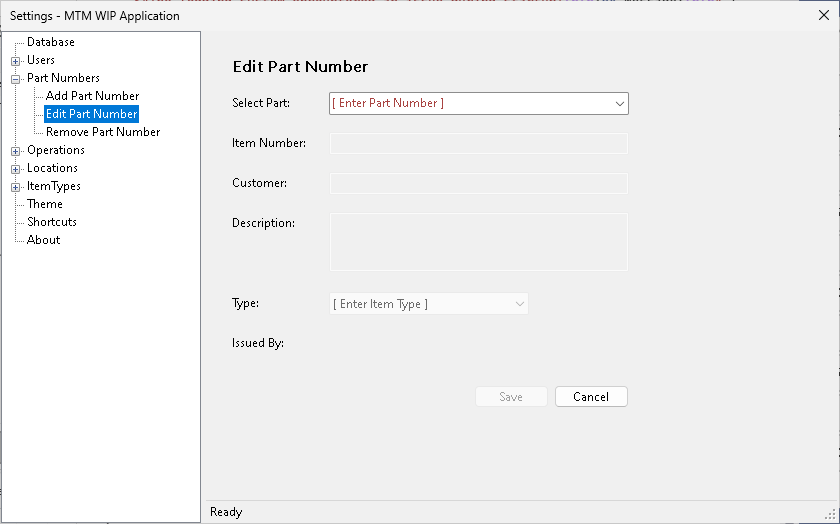 Settings - MTM WIP Application
Database
Users
Part Numbers
Add Part Number
Edit Part Number
Remove Part Number
Operations
Locations
ItemTypes
Theme
Shortcuts
About
Edit Part Number
Select Part: [ Enter Part Number ]
Item Number:
Customer:
Description:
Type: [ Enter Item Type ]
Issued By:
Save Cancel
Ready